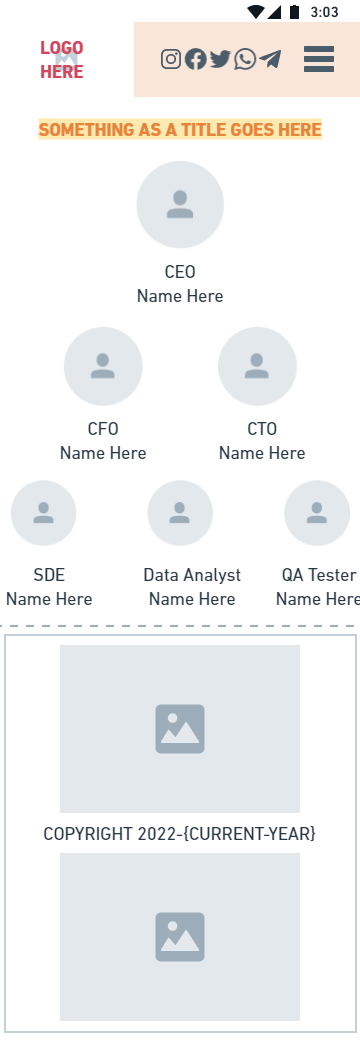 3:03
LOGO
HERE
SOMETHING AS A TITLE GOES HERE
CEO
Name Here
CFO
Name Here
CTO
Name Here
SDE
Name Here
Data Analyst
Name Here
QA Tester
Name Here
COPYRIGHT 2022-{CURRENT-YEAR}